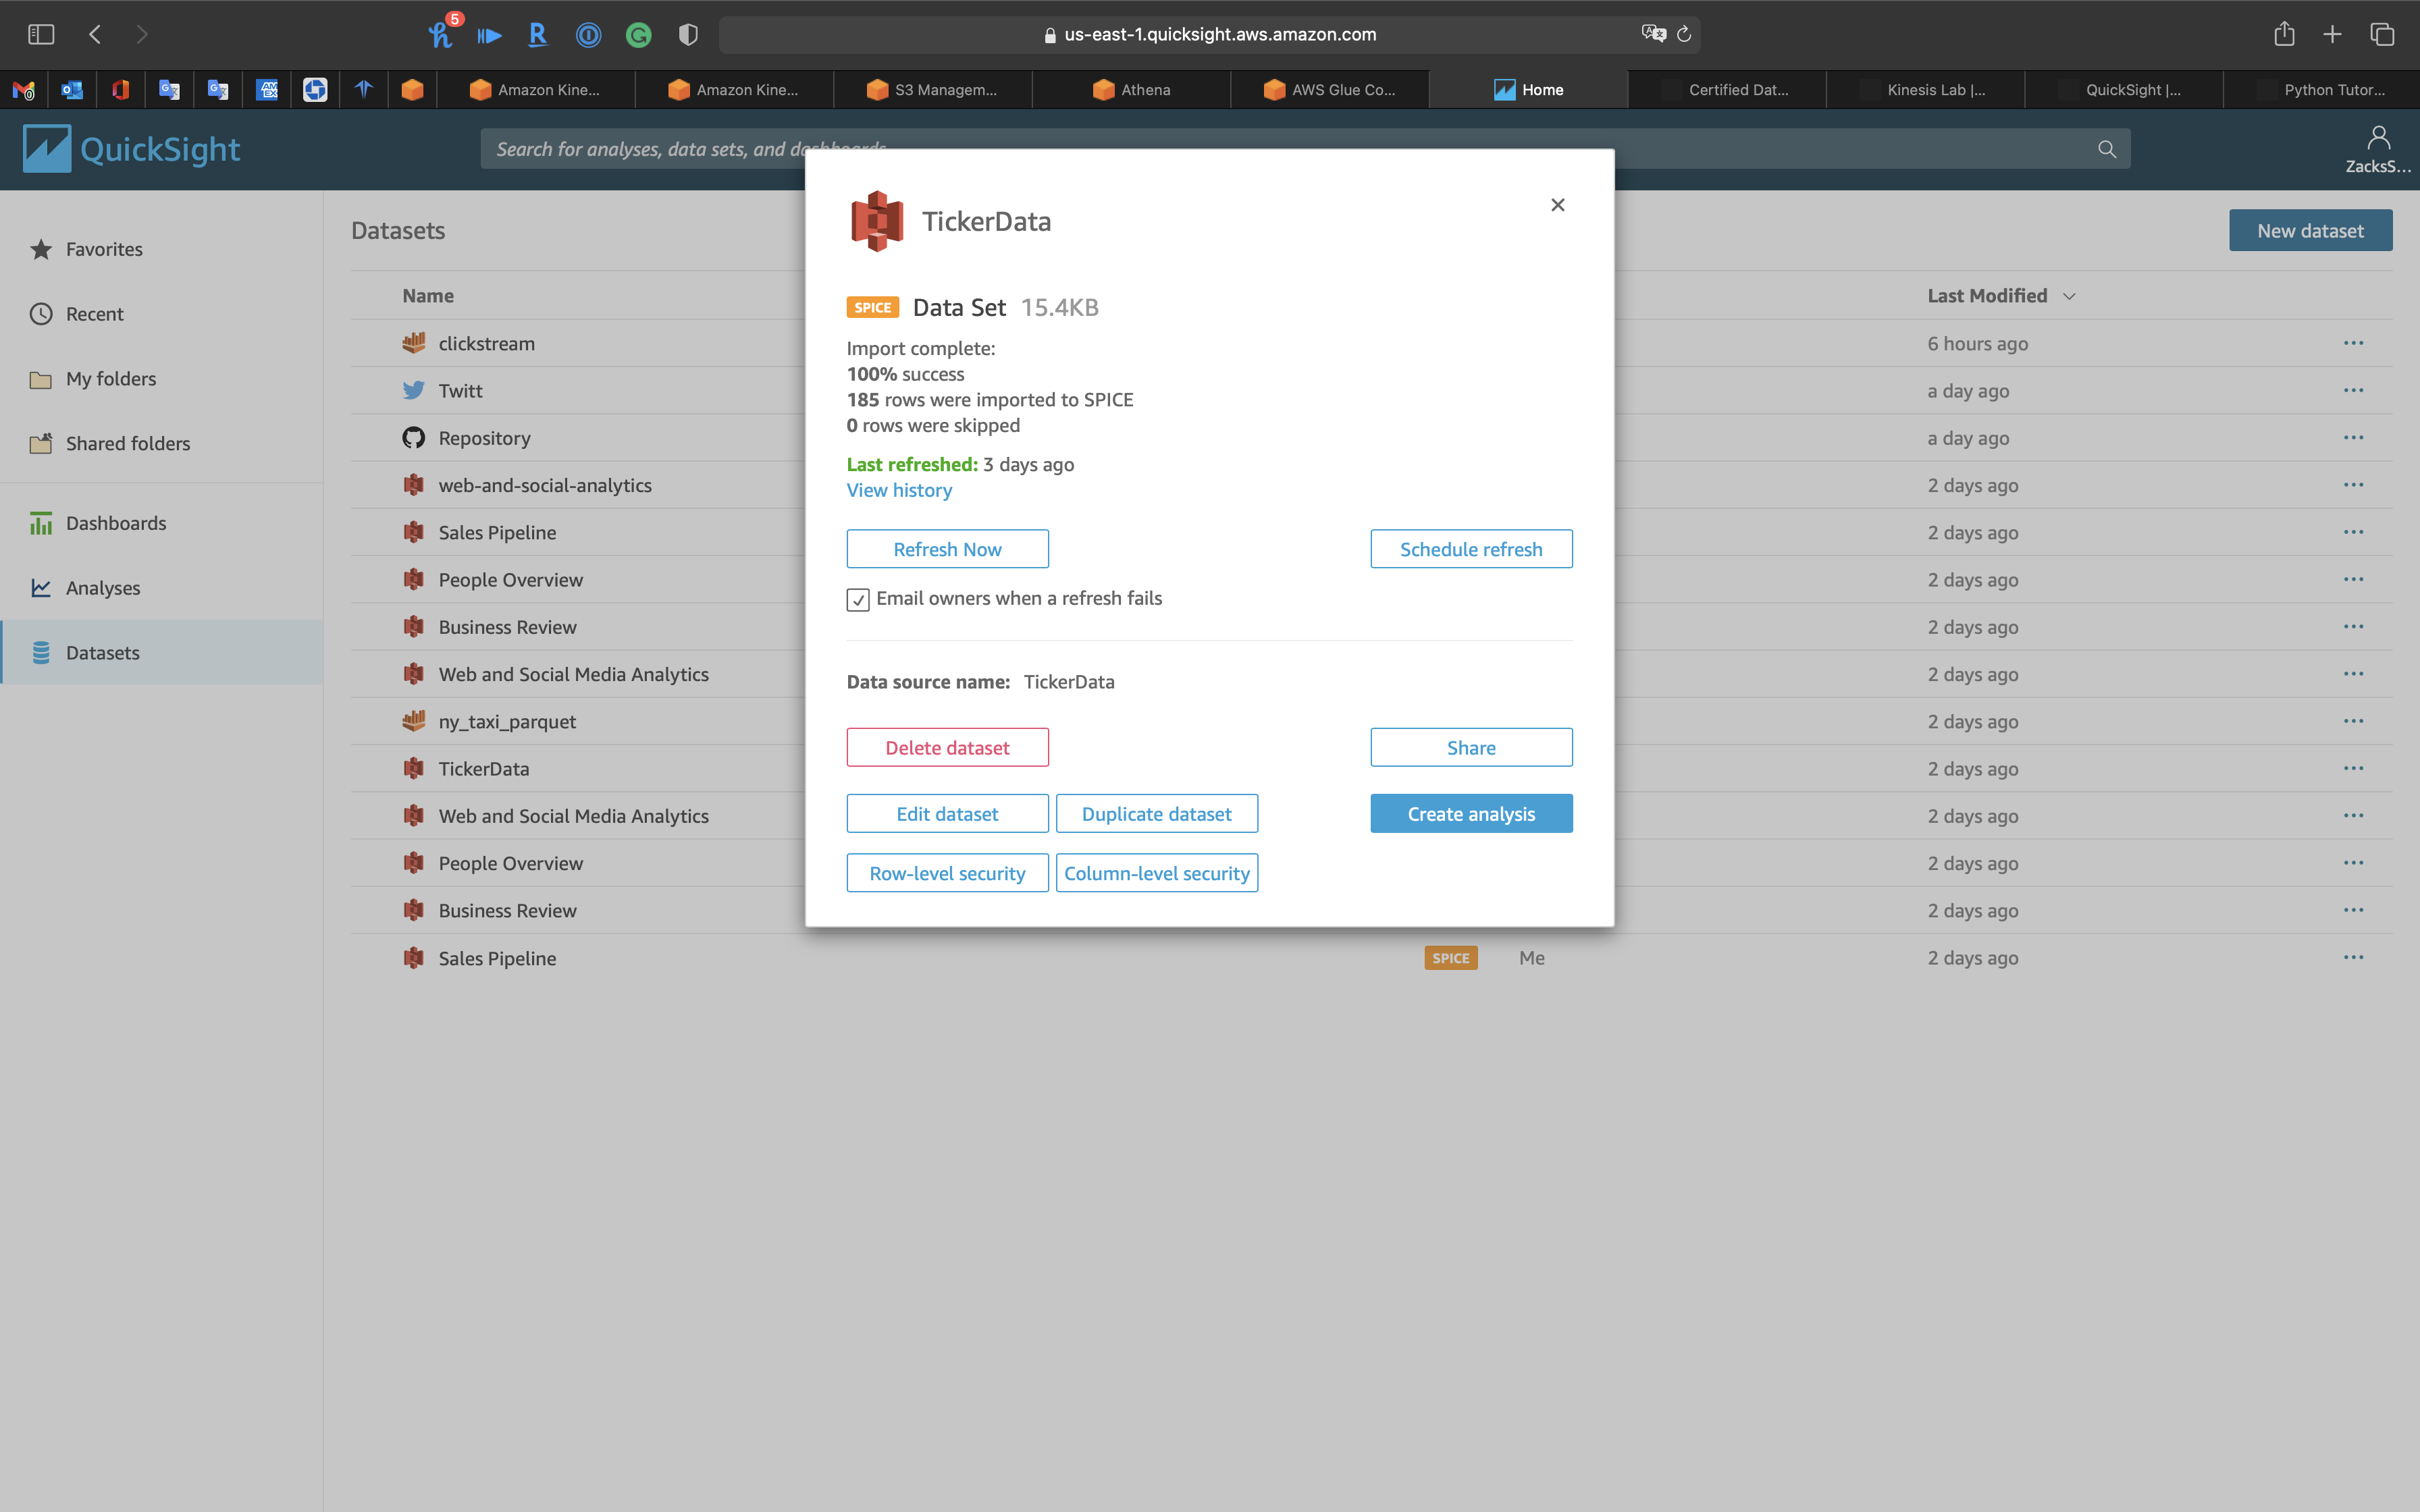 5
us-east-1.quicksight.aws.amazon.com
Amazon Kine...
Amazon Kine...
S3 Managem...
Athena
AWS Glue Co...
Home
Certified Dat...
Kinesis Lab |...
QuickSight |...
Python Tutor...
QuickSight
Search for analyses, data sets, and dashboards
ZacksS...
Favorites
Recent
My folders
Shared folders
Dashboards
Analyses
Datasets
Datasets
New dataset
Name
Last Modified
clickstream
6 hours ago
Twitt
a day ago
Repository
a day ago
web-and-social-analytics
2 days ago
Sales Pipeline
2 days ago
People Overview
2 days ago
Business Review
2 days ago
Web and Social Media Analytics
2 days ago
ny_taxi_parquet
2 days ago
TickerData
2 days ago
Web and Social Media Analytics
2 days ago
People Overview
2 days ago
Business Review
2 days ago
Sales Pipeline
SPICE
Me
2 days ago
TickerData
SPICE Data Set 15.4KB
Import complete:
100% success
185 rows were imported to SPICE
0 rows were skipped
Last refreshed: 3 days ago
View history
Refresh Now
Schedule refresh
Email owners when a refresh fails
Data source name: TickerData
Delete dataset
Share
Edit dataset
Duplicate dataset
Create analysis
Row-level security
Column-level security